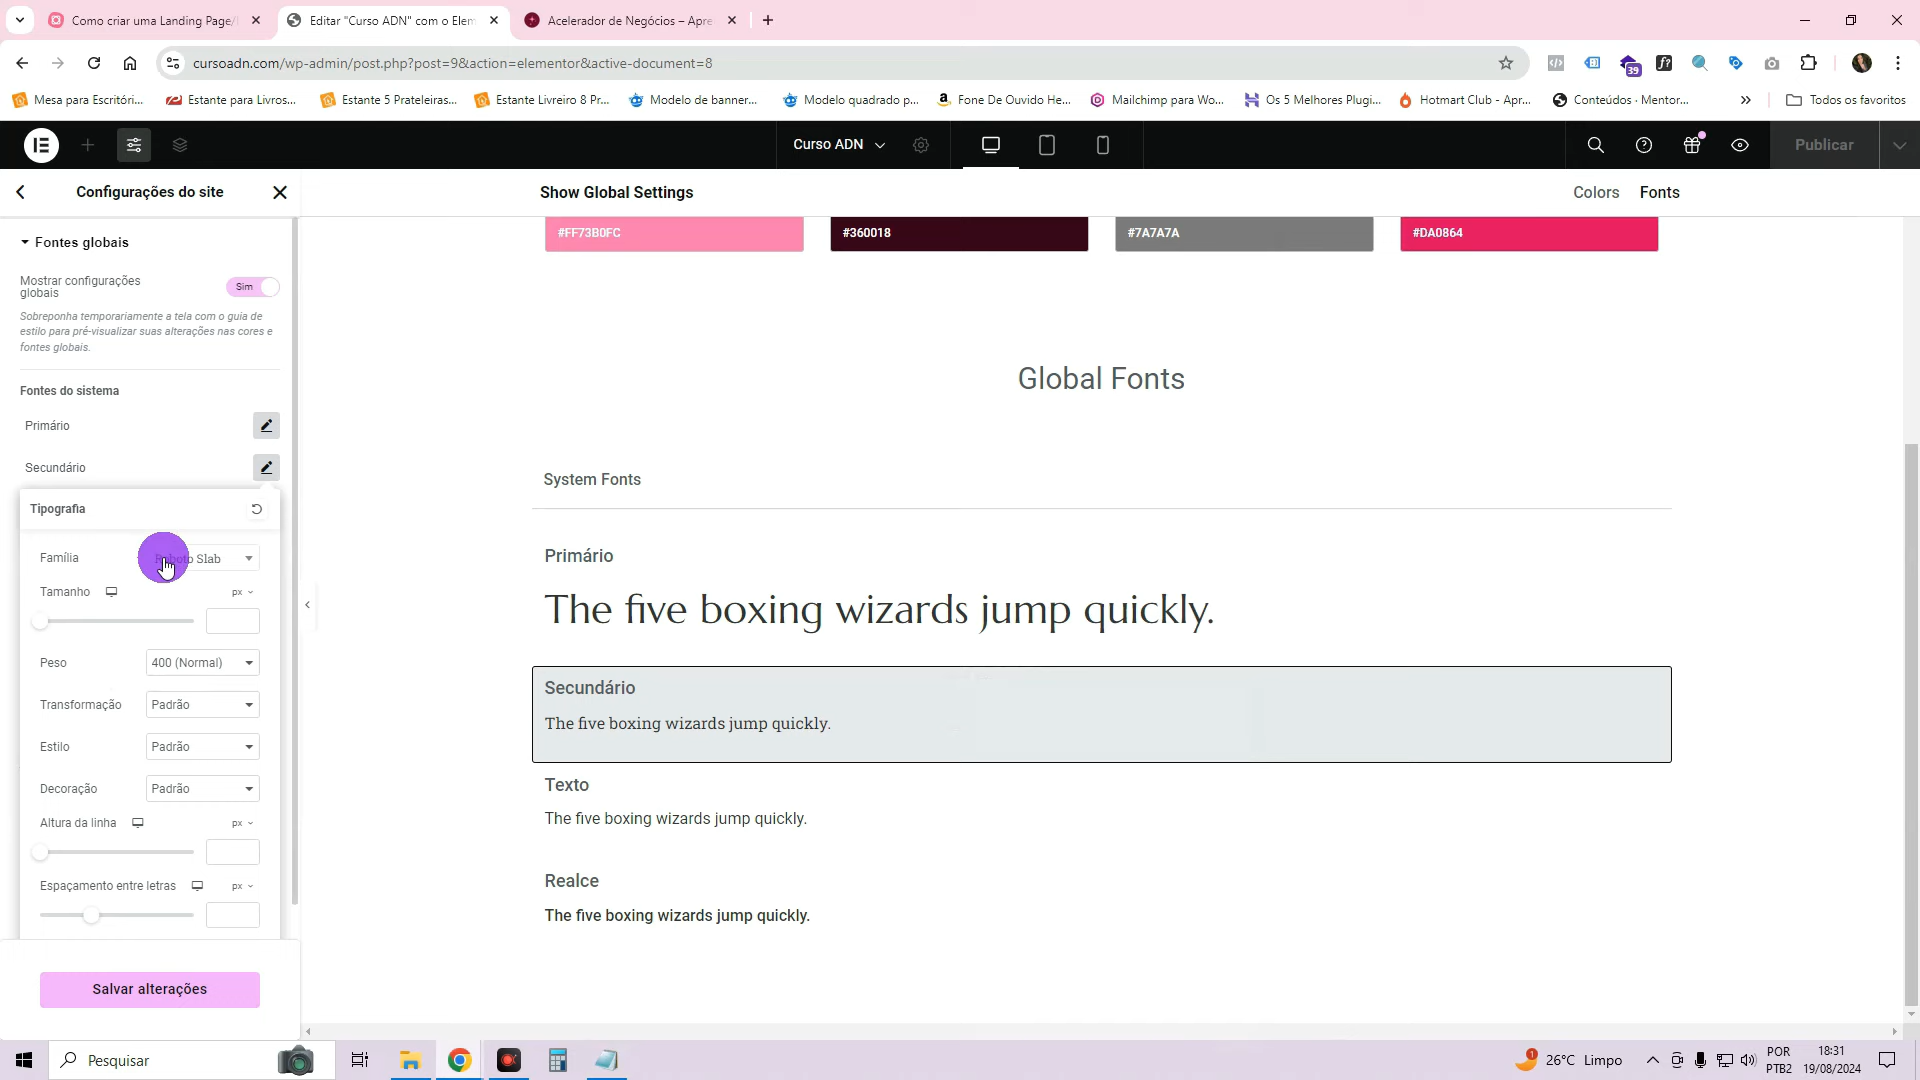 Como criar uma Landing Page/
Editar "Curso ADN" com o Elem
Acelerador de Negócios – Apre
cursoadn.com/wp-admin/post.php?post=9&action=elementor&active-document=8
39
Mesa para Escritóri...
Estante para Livros...
Estante 5 Prateleiras...
Estante Livreiro 8 Pr...
Modelo de banner...
Modelo quadrado p...
Fone De Ouvido He...
Mailchimp para Wo...
Os 5 Melhores Plugi...
Hotmart Club - Apr...
Conteúdos · Mentor...
Todos os favoritos
Curso ADN
Publicar
Configurações do site
Show Global Settings
Colors
Fonts
Fontes globais
#FF73B0FC
#360018
#7A7A7A
#DA0864
Mostrar configurações
globais
Sim
Sobreponha temporariamente a tela com o guia de
estilo para pré-visualizar suas alterações nas cores e
fontes globais.
Global Fonts
Fontes do sistema
Primário
Secundário
System Fonts
Tipografia
Família
Roboto Slab
Tamanho
px
Peso
400 (Normal)
Transformação
Padrão
Estilo
Padrão
Decoração
Padrão
Altura da linha
px
Espaçamento entre letras
px
Primário
The five boxing wizards jump quickly.
Secundário
The five boxing wizards jump quickly.
Texto
The five boxing wizards jump quickly.
Realce
The five boxing wizards jump quickly.
Salvar alterações
Pesquisar
1
26°C Limpo
POR
PTB2
18:31
19/08/2024